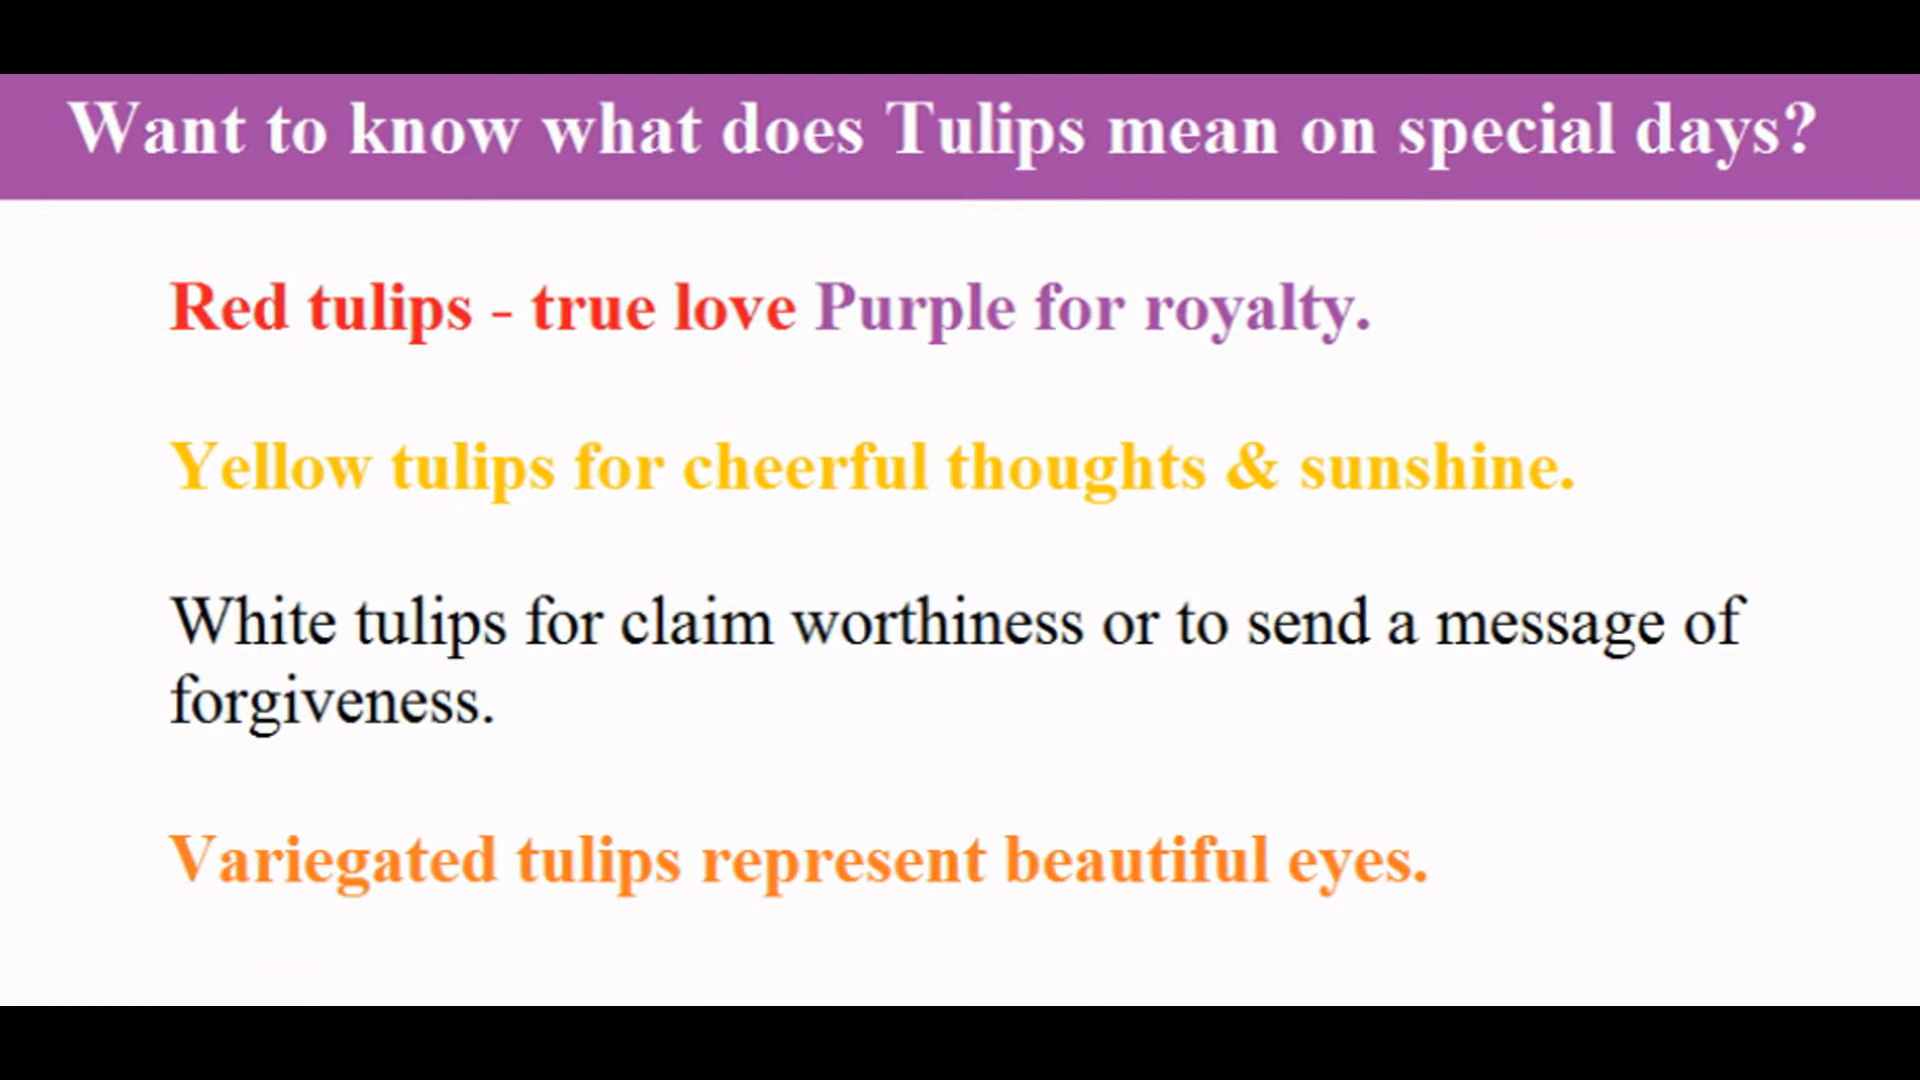 Want to know what does Tulips mean on special days?
Red tulips - true love Purple for royalty.
Yellow tulips for cheerful thoughts & sunshine.
White tulips for claim worthiness or to send a message of
forgiveness.
Variegated tulips represent beautiful eyes.